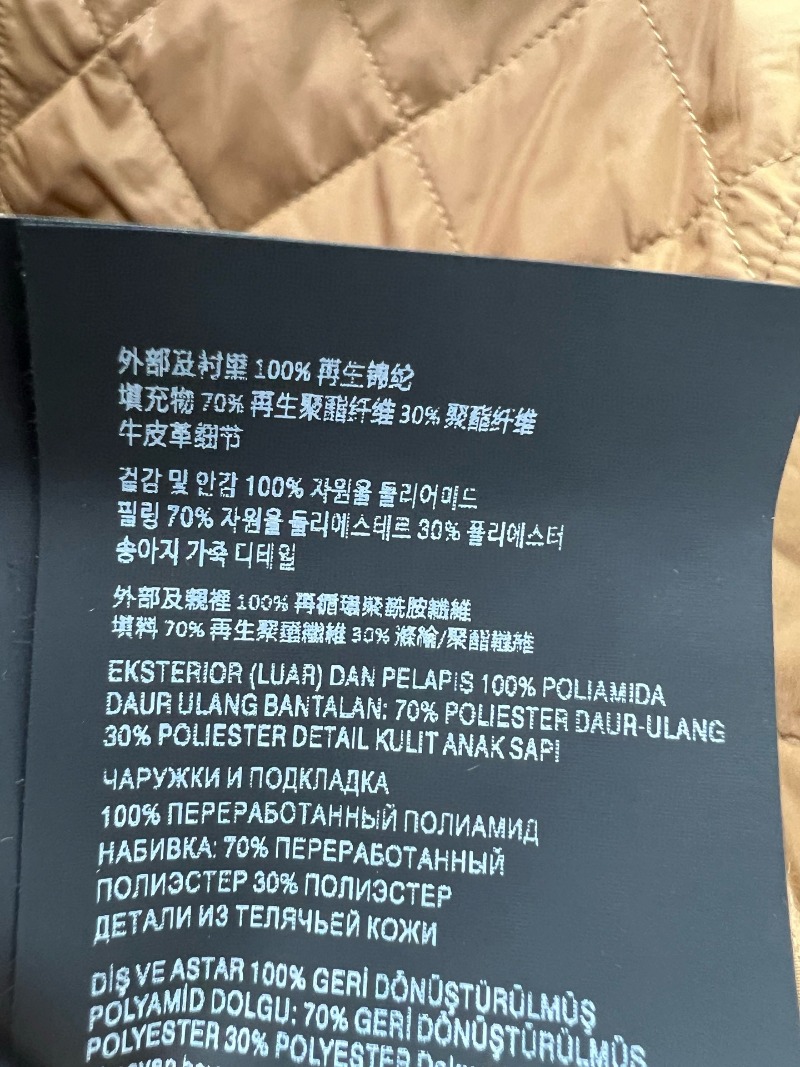 外部及衬里 100% 再生锦纶
填充物 70% 再生聚酯纤维 30% 聚酯纤维
牛皮革细节
겉감 및 안감 100% 자원율 폴리어미드
필링 70% 자원율 폴리에스테르 30% 폴리에스터
송아지 가죽 디테일
外部及襯裡 100% 再循環聚酰胺纖維
填料 70% 再生聚酯纖維 30% 滌綸/聚酯纖維
EKSTERIOR (LUAR) DAN PELAPIS 100% POLIAMIDA
DAUR ULANG BANTALAN: 70% POLIESTER DAUR-ULANG
30% POLIESTER DETAIL KULIT ANAK SAPI
ЧАРУЖКИ И ПОДКЛАДКА
100% ПЕРЕРАБОТАННЫЙ ПОЛИАМИД
НАБИВКА: 70% ПЕРЕРАБОТАННЫЙ
ПОЛИЭСТЕР 30% ПОЛИЭСТЕР
ДЕТАЛИ ИЗ ТЕЛЯЧЬЕЙ КОЖИ
DİŞ VE ASTAR 100% GERİ DÖNÜŞTÜRÜLMÜŞ
POLYAMİD DOLGU: 70% GERİ DÖNÜŞTÜRÜLMÜŞ
POLYESTER 30% POLYESTER